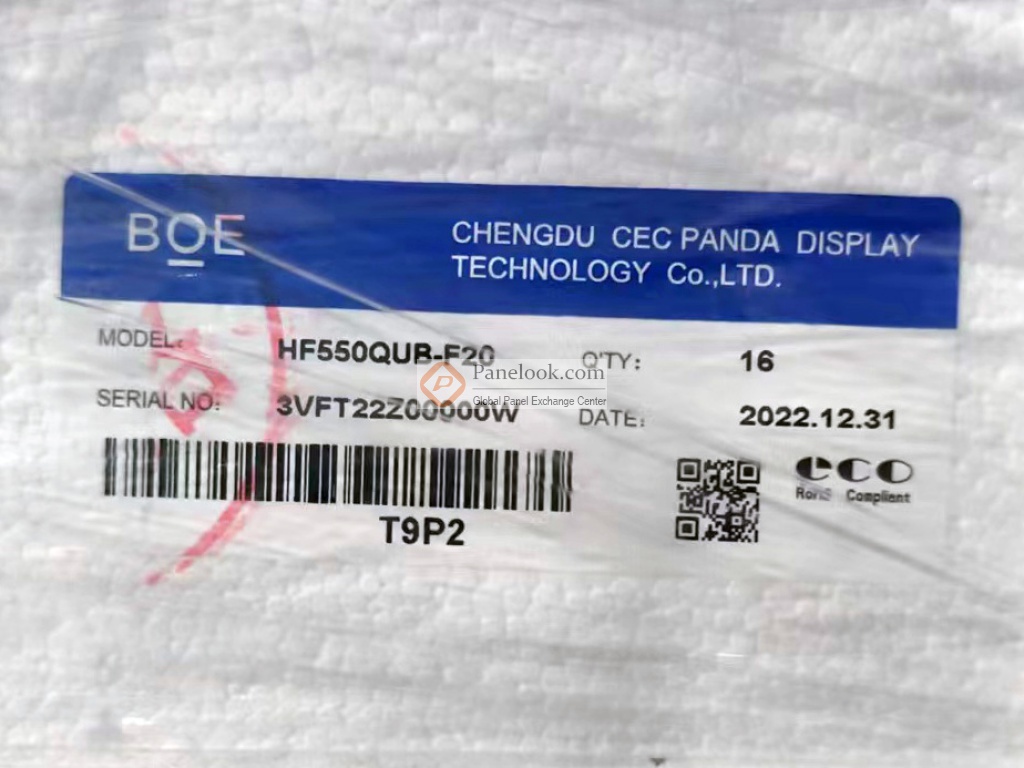 BOE
CHENGDU CEC PANDA DISPLAY
TECHNOLOGY Co.,LTD.
MODEL: HF550QUB-F20 Q'TY: 16
Panelook.com
Global Panel Exchange Center
SERIAL NO: 3VFT22Z00000W DATE: 2022.12.31
eco
RoHS Compliant
T9P2